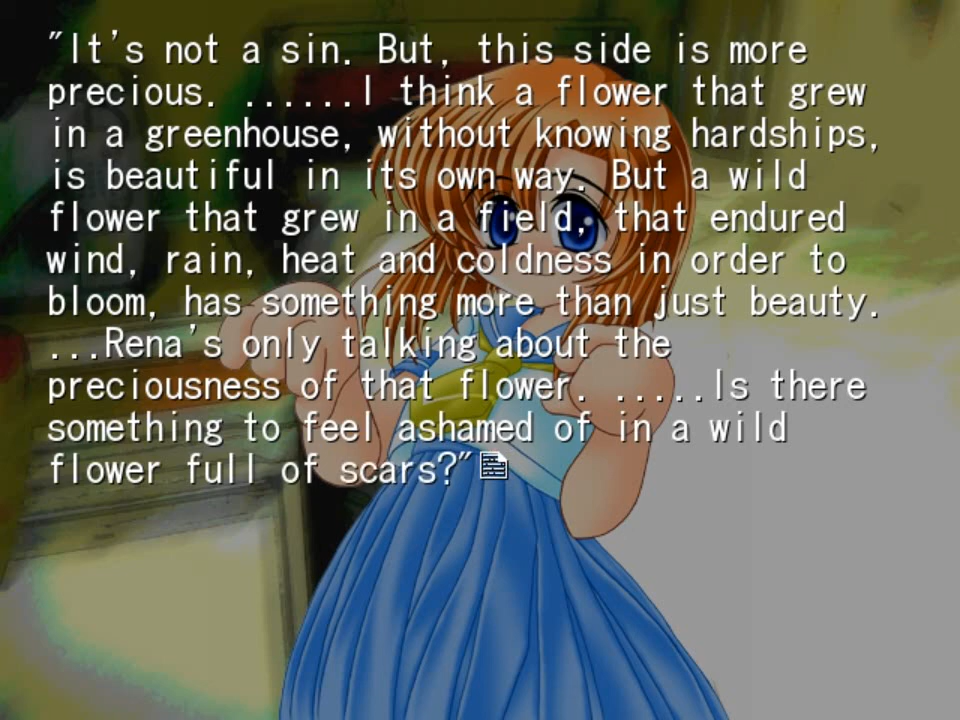 "It's not a sin. But, this side is more
precious. ......I think a flower that grew
in a greenhouse, without knowing hardships,
is beautiful in its own way. But a wild
flower that grew in a field, that endured
wind, rain, heat and coldness in order to
bloom, has something more than just beauty.
...Rena's only talking about the
preciousness of that flower. .....Is there
something to feel ashamed of in a wild
flower full of scars?"